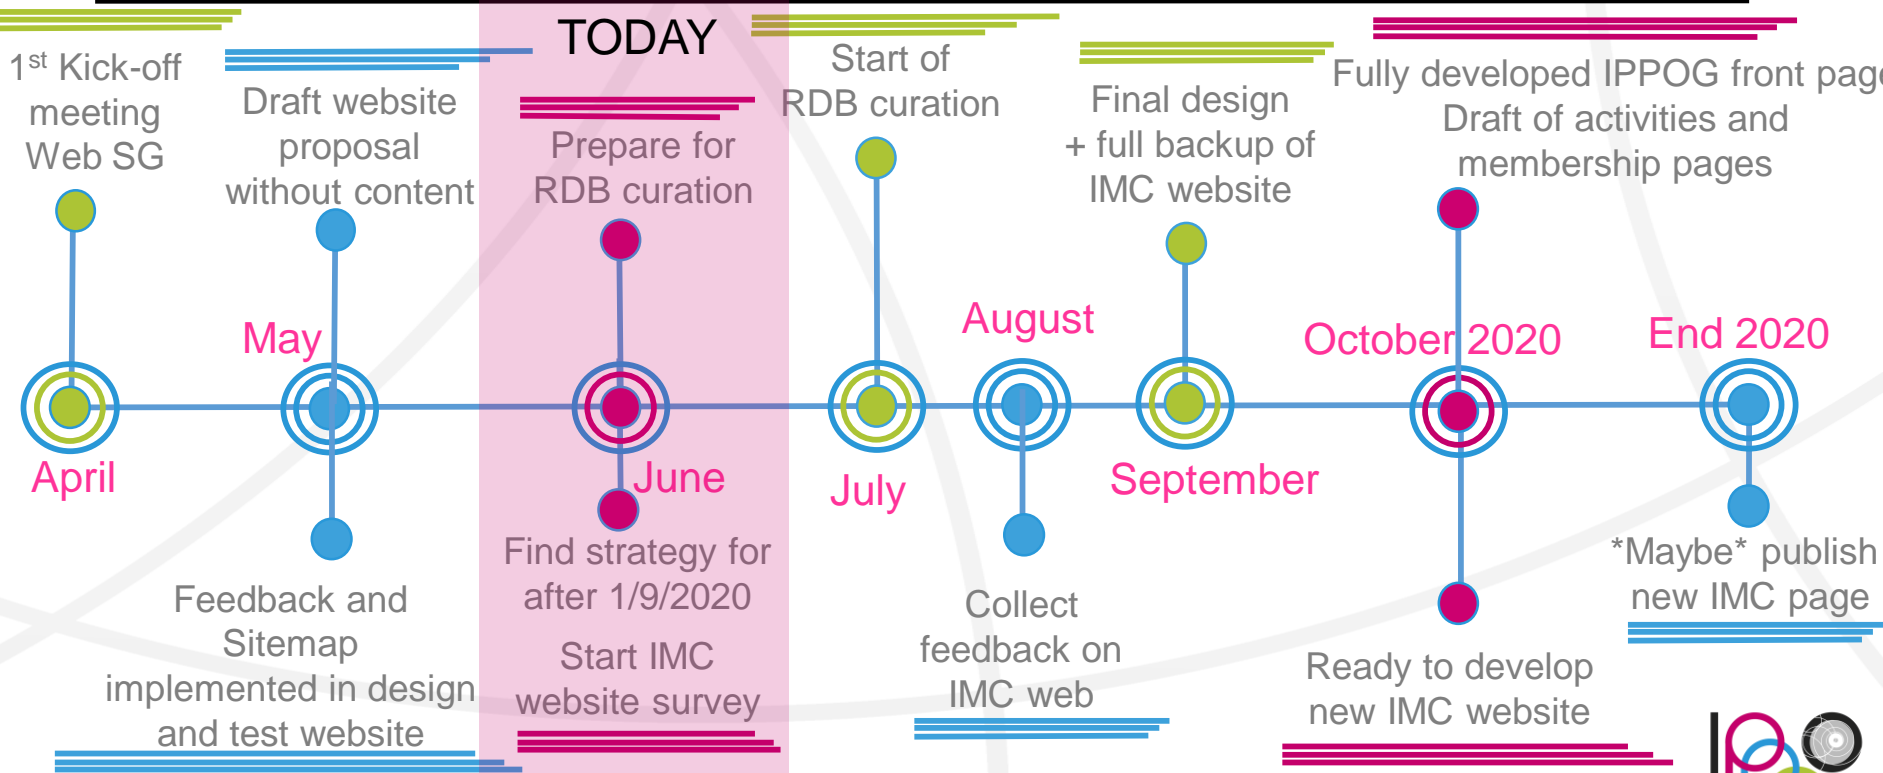 TODAY
1st Kick-off
meeting
Web SG
Draft website
proposal
without content
Prepare for
RDB curation
Start of
RDB curation
Final design
+ full backup of
IMC website
Fully developed IPPOG front page
Draft of activities and
membership pages
April
May
June
July
August
September
October 2020
End 2020
Feedback and
Sitemap
implemented in design
and test website
Find strategy for
after 1/9/2020
Start IMC
website survey
Collect
feedback on
IMC web
Ready to develop
new IMC website
*Maybe* publish
new IMC page